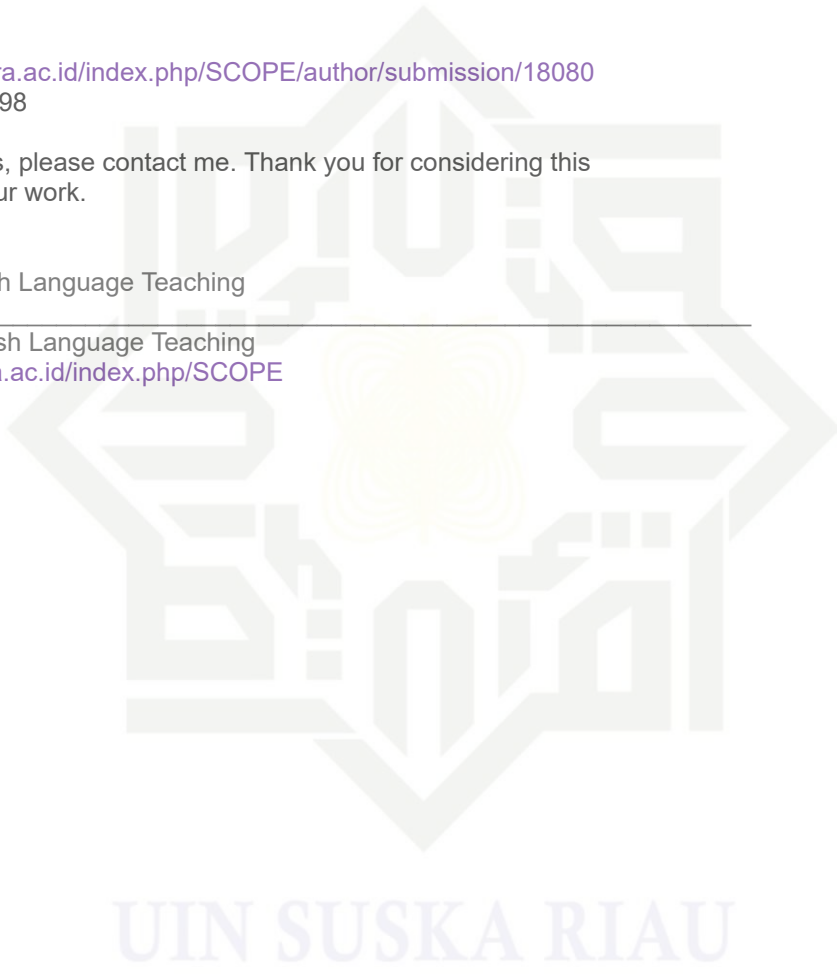 ra.ac.id/index.php/SCOPE/author/submission/18080
98
s, please contact me. Thank you for considering this
ur work.
h Language Teaching
sh Language Teaching
a.ac.id/index.php/SCOPE
UIN SUSKA RIAU